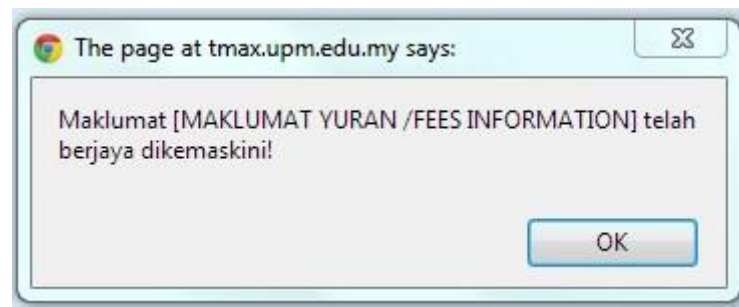 The page at tmax.upm.edu.my says:
Maklumat [MAKLUMAT YURAN /FEES INFORMATION] telah
berjaya dikemaskini!
OK